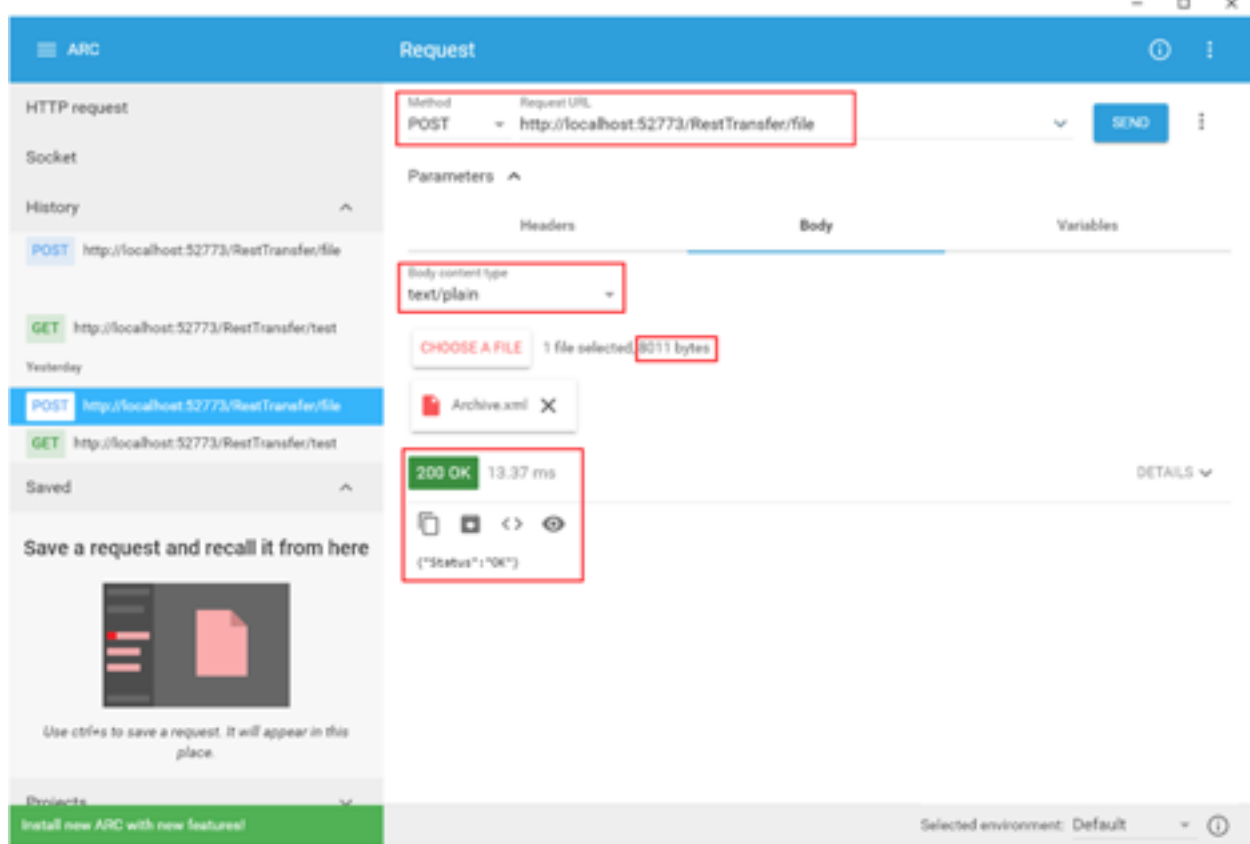 ARC
Request
HTTP request
Socket
History
POST http://localhost:52773/RestTransfer/file
GET http://localhost:52773/RestTransfer/test
Yesterday
POST http://localhost:52773/RestTransfer/file
GET http://localhost:52773/RestTransfer/test
Saved
Save a request and recall it from here
Use ctrl+s to save a request. It will appear in this
place.
Projects
Install new ARC with new features!
Method
Request URL
POST
http://localhost:52773/RestTransfer/file
SEND
Parameters
Headers
Body
Variables
Body content type
text/plain
CHOOSE A FILE 1 file selected, 8011 bytes
Archive.xml
200 OK 13.37 ms
DETAILS
{"Status":"OK"}
Selected environment: Default